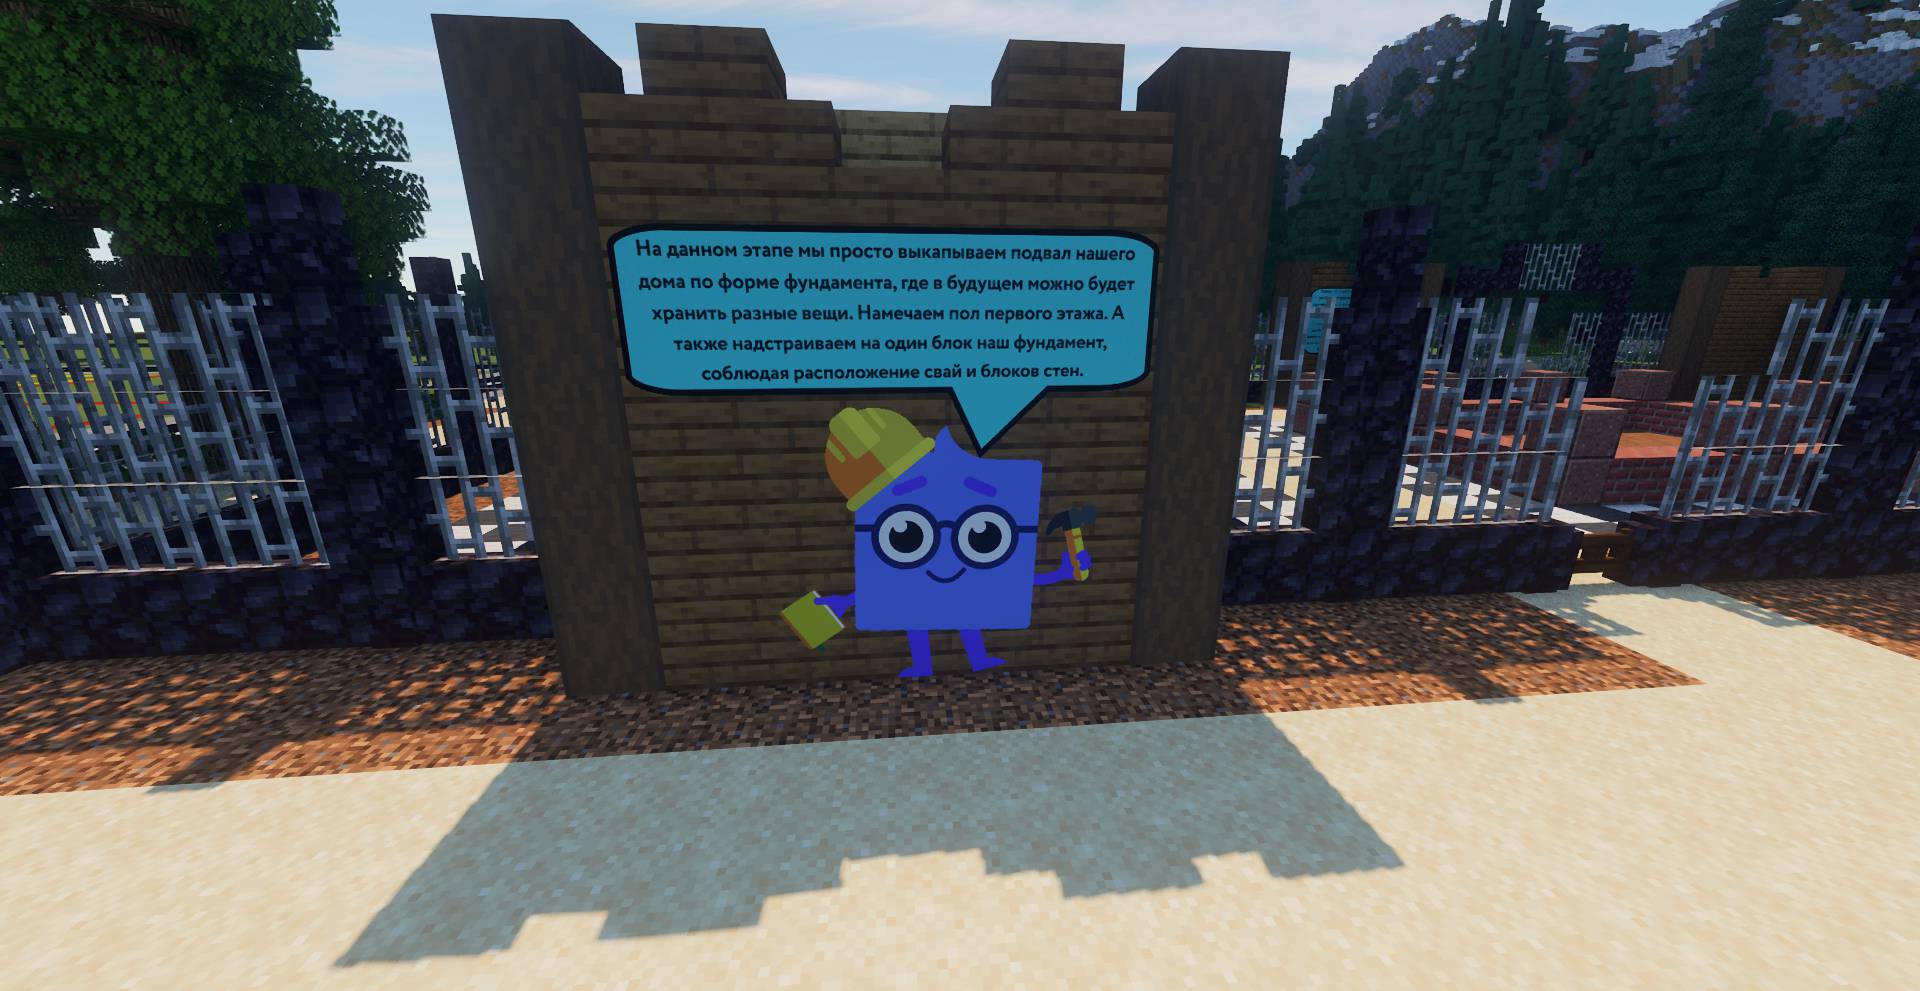 На данном этапе мы просто выкапываем подвал нашего
дома по форме фундамента, где в будущем можно будет
хранить разные вещи. Намечаем пол первого этажа. А
также надстраиваем на один блок наш фундамент,
соблюдая расположение свай и блоков стен.